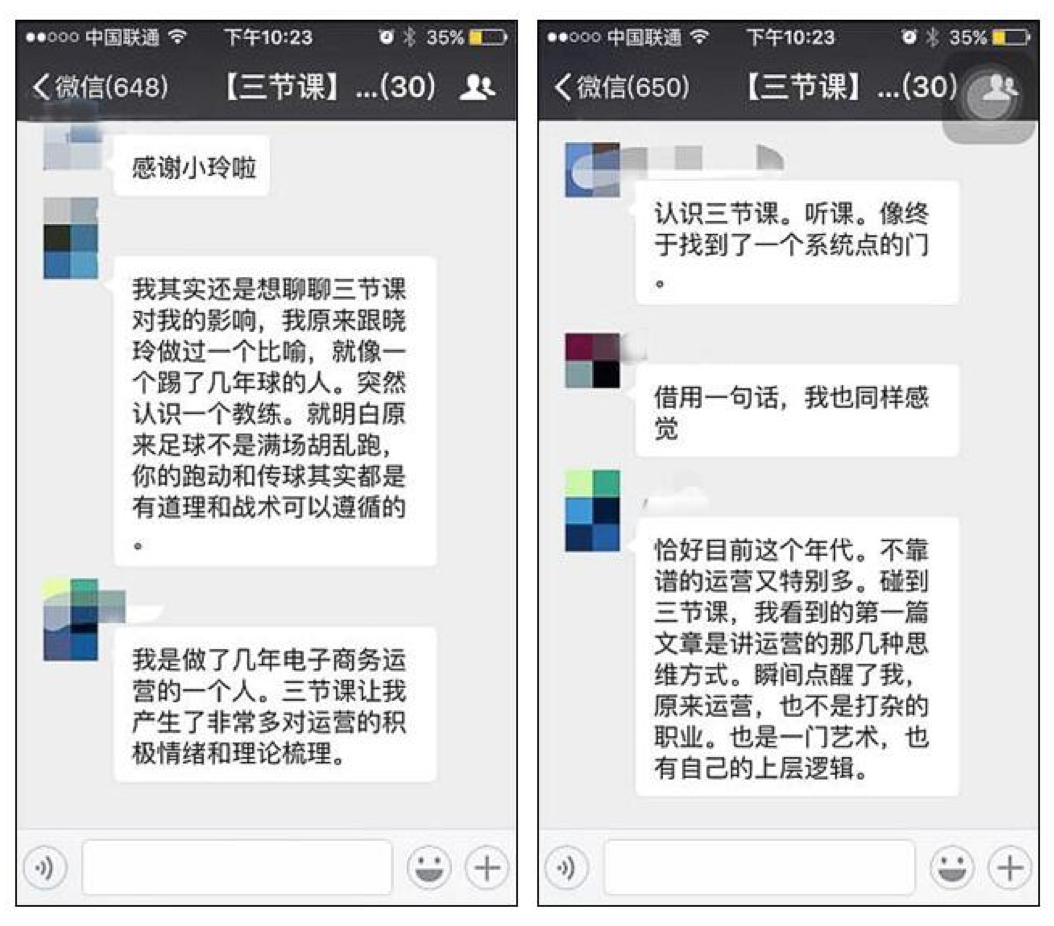 中国联通 下午10:23 35%
微信(648) 【三节课】 ...(30)
感谢小玲啦
我其实还是想聊聊三节课
对我的影响，我原来跟晓
玲做过一个比喻，就像一
个踢了几年球的人。突然
认识一个教练。就明白原
来足球不是满场胡乱跑，
你的跑动和传球其实都是
有道理和战术可以遵循的
。
我是做了几年电子商务运
营的一个人。三节课让我
产生了非常多对运营的积
极情绪和理论梳理。
中国联通 下午10:23 35%
微信(650) 【三节课】 ...(30)
认识三节课。听课。像终
于找到了一个系统点的门
。
借用一句话，我也同样感
觉
恰好目前这个年代。不靠
谱的运营又特别多。碰到
三节课，我看到的第一篇
文章是讲运营的那几种思
维方式。瞬间点醒了我，
原来运营，也不是打杂的
职业。也是一门艺术，也
有自己的上层逻辑。